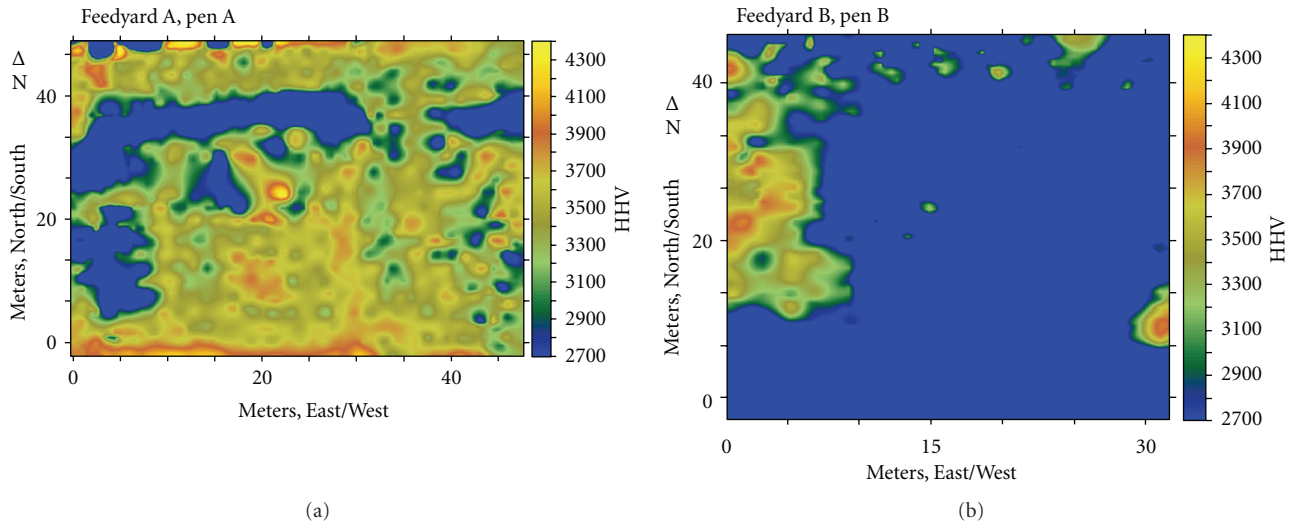 Feedyard A, pen A
Δ
N
Meters, North/South
40
20
0
0
20
40
Meters, East/West
4300
4100
3900
3700
3500
3300
3100
2900
2700
HHV
(a)
Feedyard B, pen B
Δ
N
Meters, North/South
40
20
0
0
15
30
Meters, East/West
4300
4100
3900
3700
3500
3300
3100
2900
2700
HHV
(b)